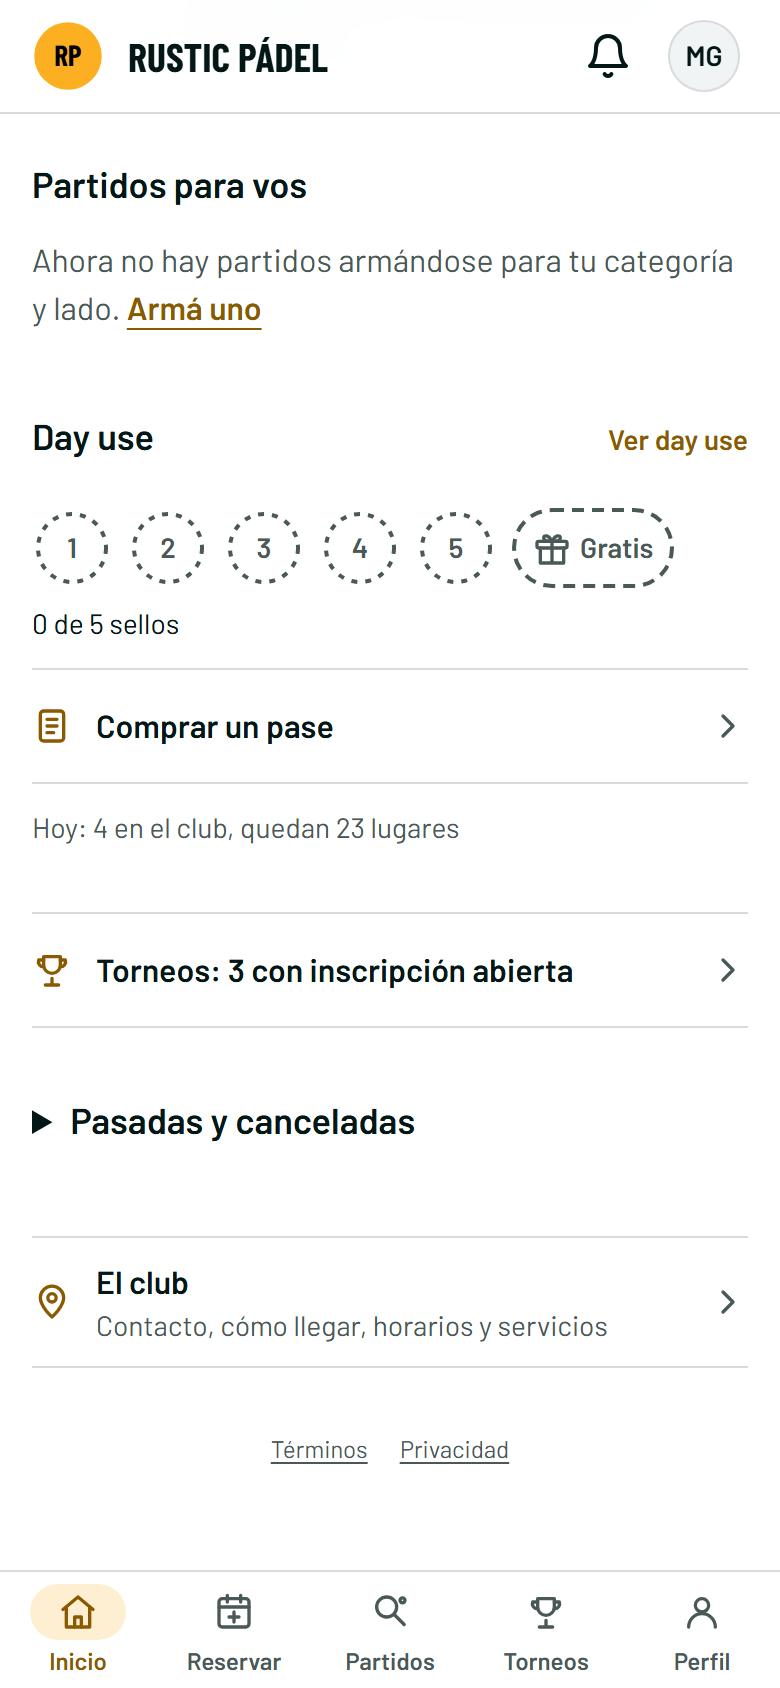 RP RUSTIC PÁDEL MG
Partidos para vos
Ahora no hay partidos armándose para tu categoría
y lado. Armá uno
Day use Ver day use
1 2 3 4 5 Gratis
0 de 5 sellos
Comprar un pase
Hoy: 4 en el club, quedan 23 lugares
Torneos: 3 con inscripción abierta
Pasadas y canceladas
El club
Contacto, cómo llegar, horarios y servicios
Términos Privacidad
Inicio Reservar Partidos Torneos Perfil